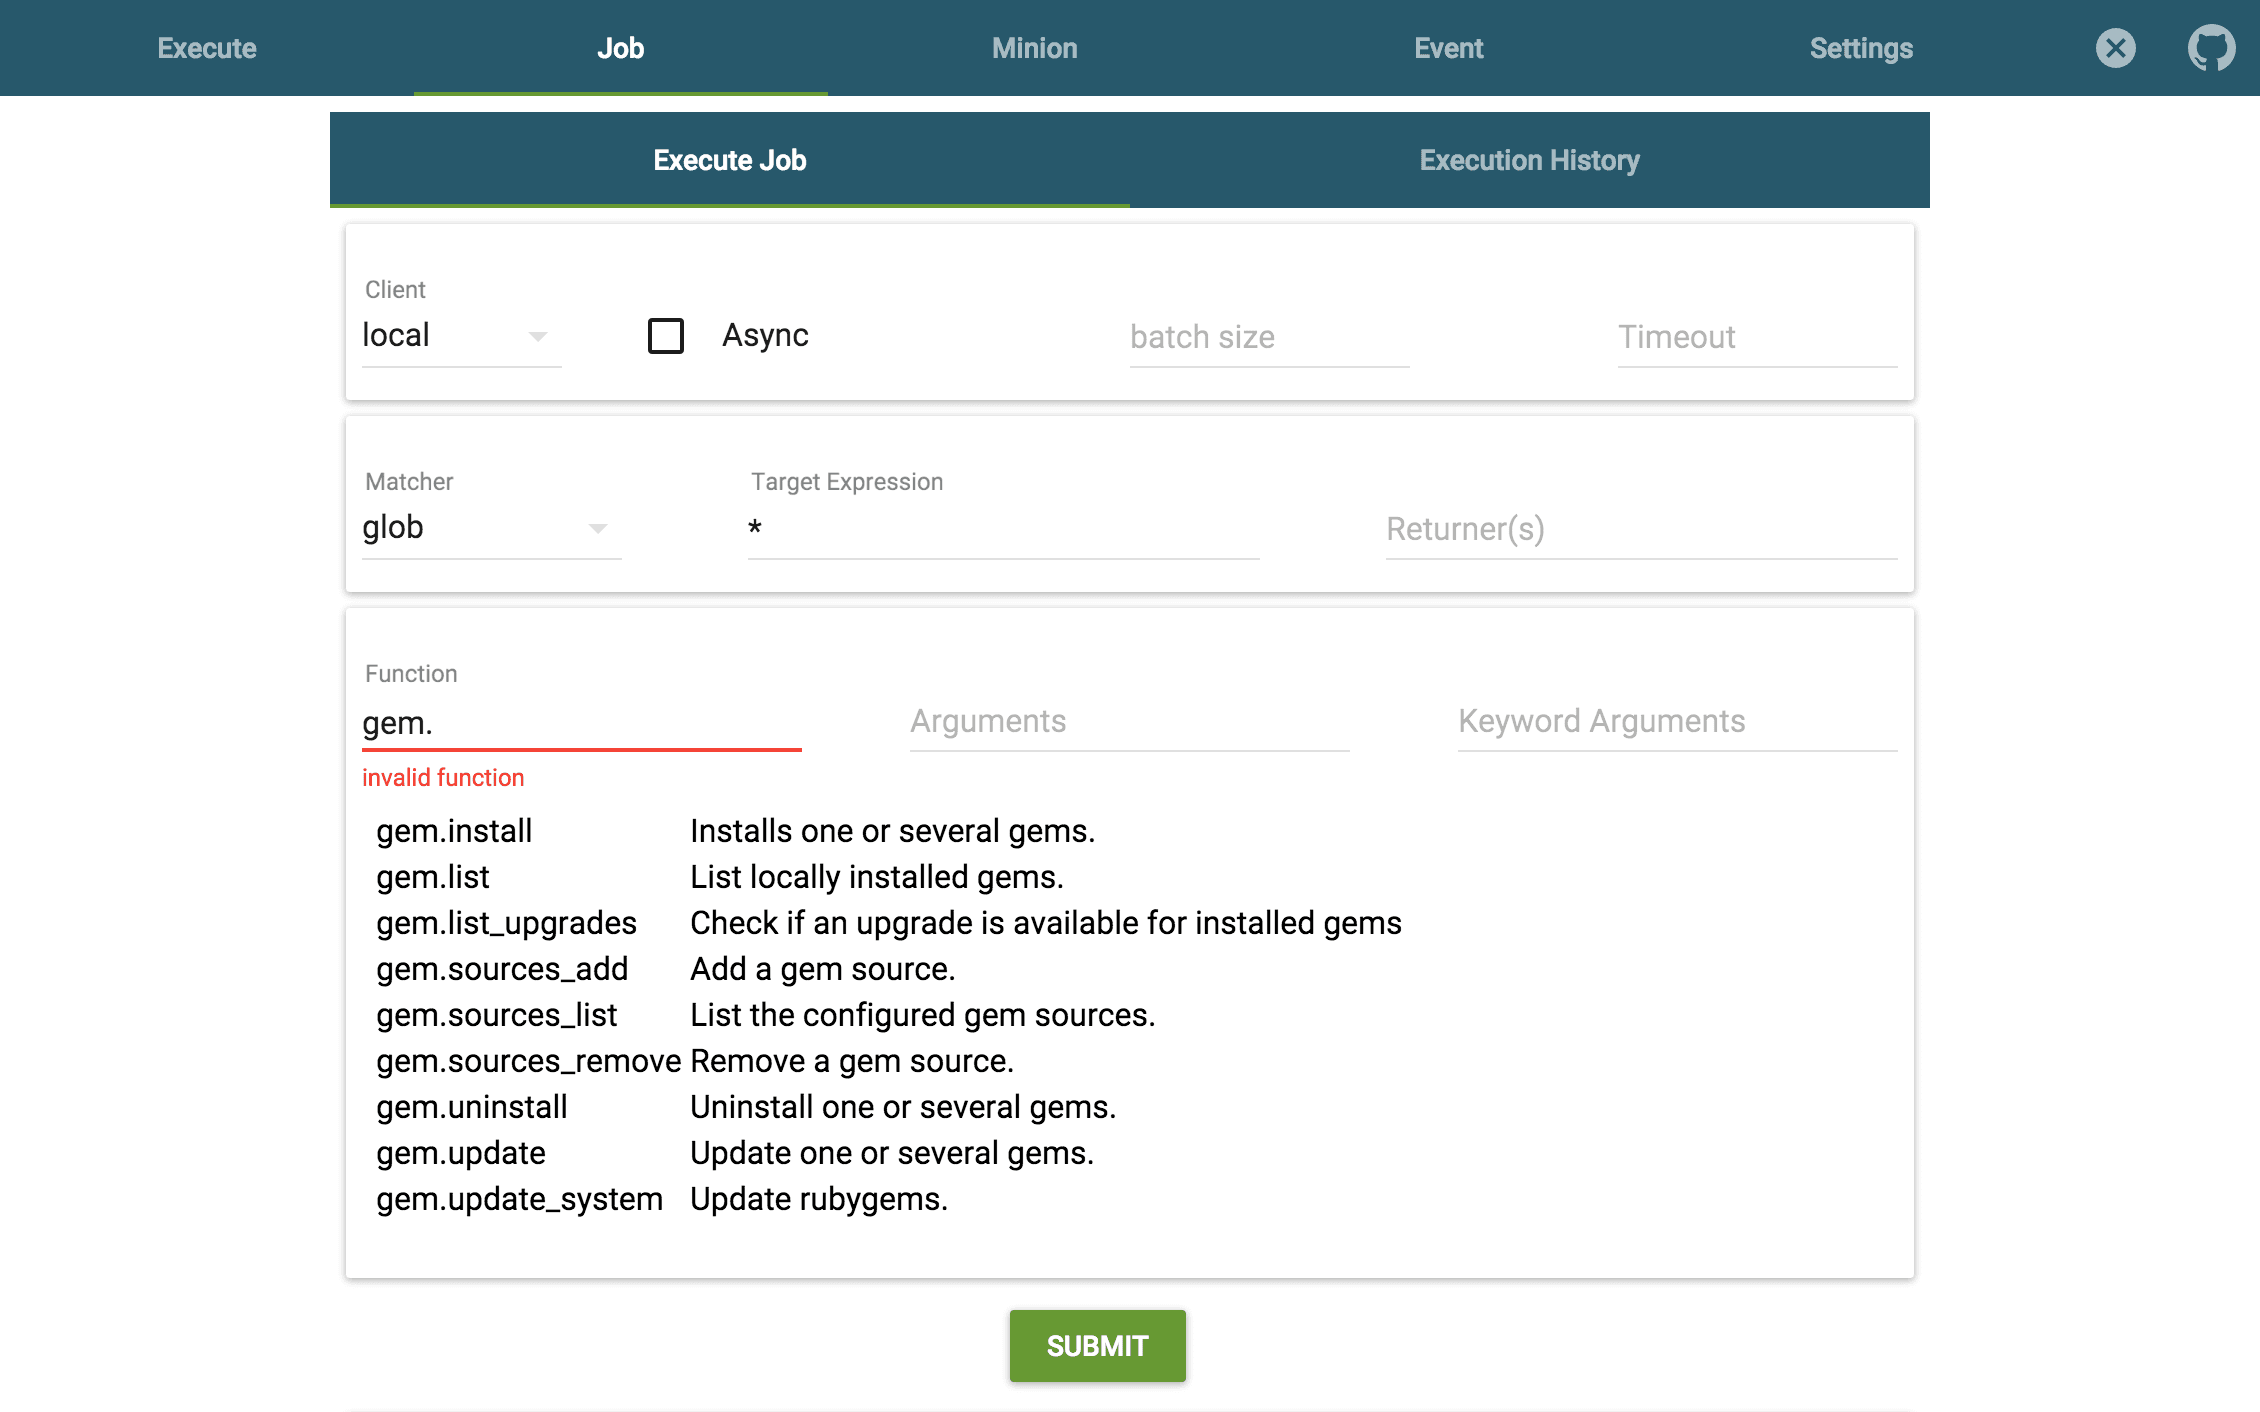 Execute Job Minion Event Settings
Execute Job Execution History
Client
local Async batch size Timeout
Matcher Target Expression
glob * Returner(s)
Function
gem. Arguments Keyword Arguments
invalid function
gem.install Installs one or several gems.
gem.list List locally installed gems.
gem.list_upgrades Check if an upgrade is available for installed gems
gem.sources_add Add a gem source.
gem.sources_list List the configured gem sources.
gem.sources_remove Remove a gem source.
gem.uninstall Uninstall one or several gems.
gem.update Update one or several gems.
gem.update_system Update rubygems.
SUBMIT